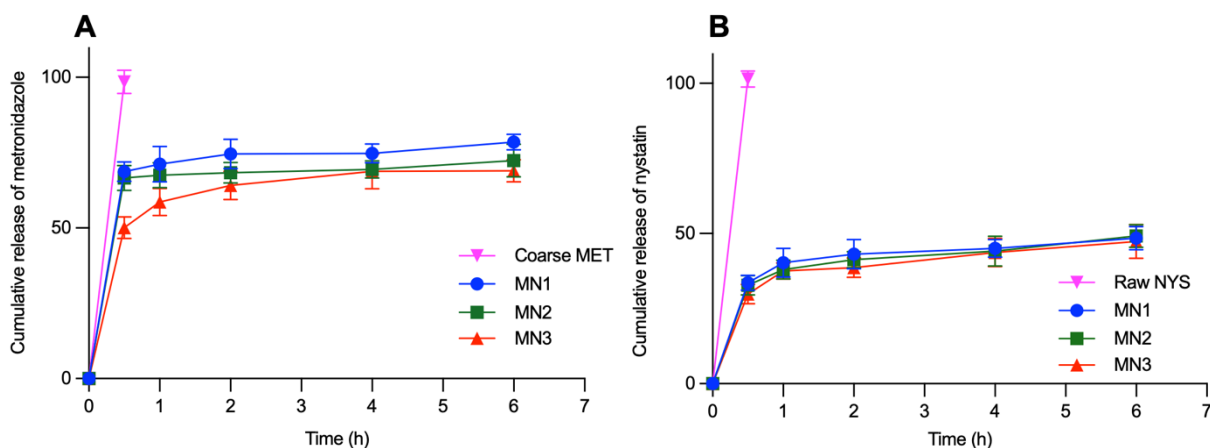 A
Cumulative release of metronidazole
100
50
0
0 1 2 4 6 7
Time (h)
Coarse MET
MN1
MN2
MN3
B
Cumulative release of nystatin
100
50
0
0 1 2 3 4 5 6 7
Time (h)
Raw NYS
MN1
MN2
MN3